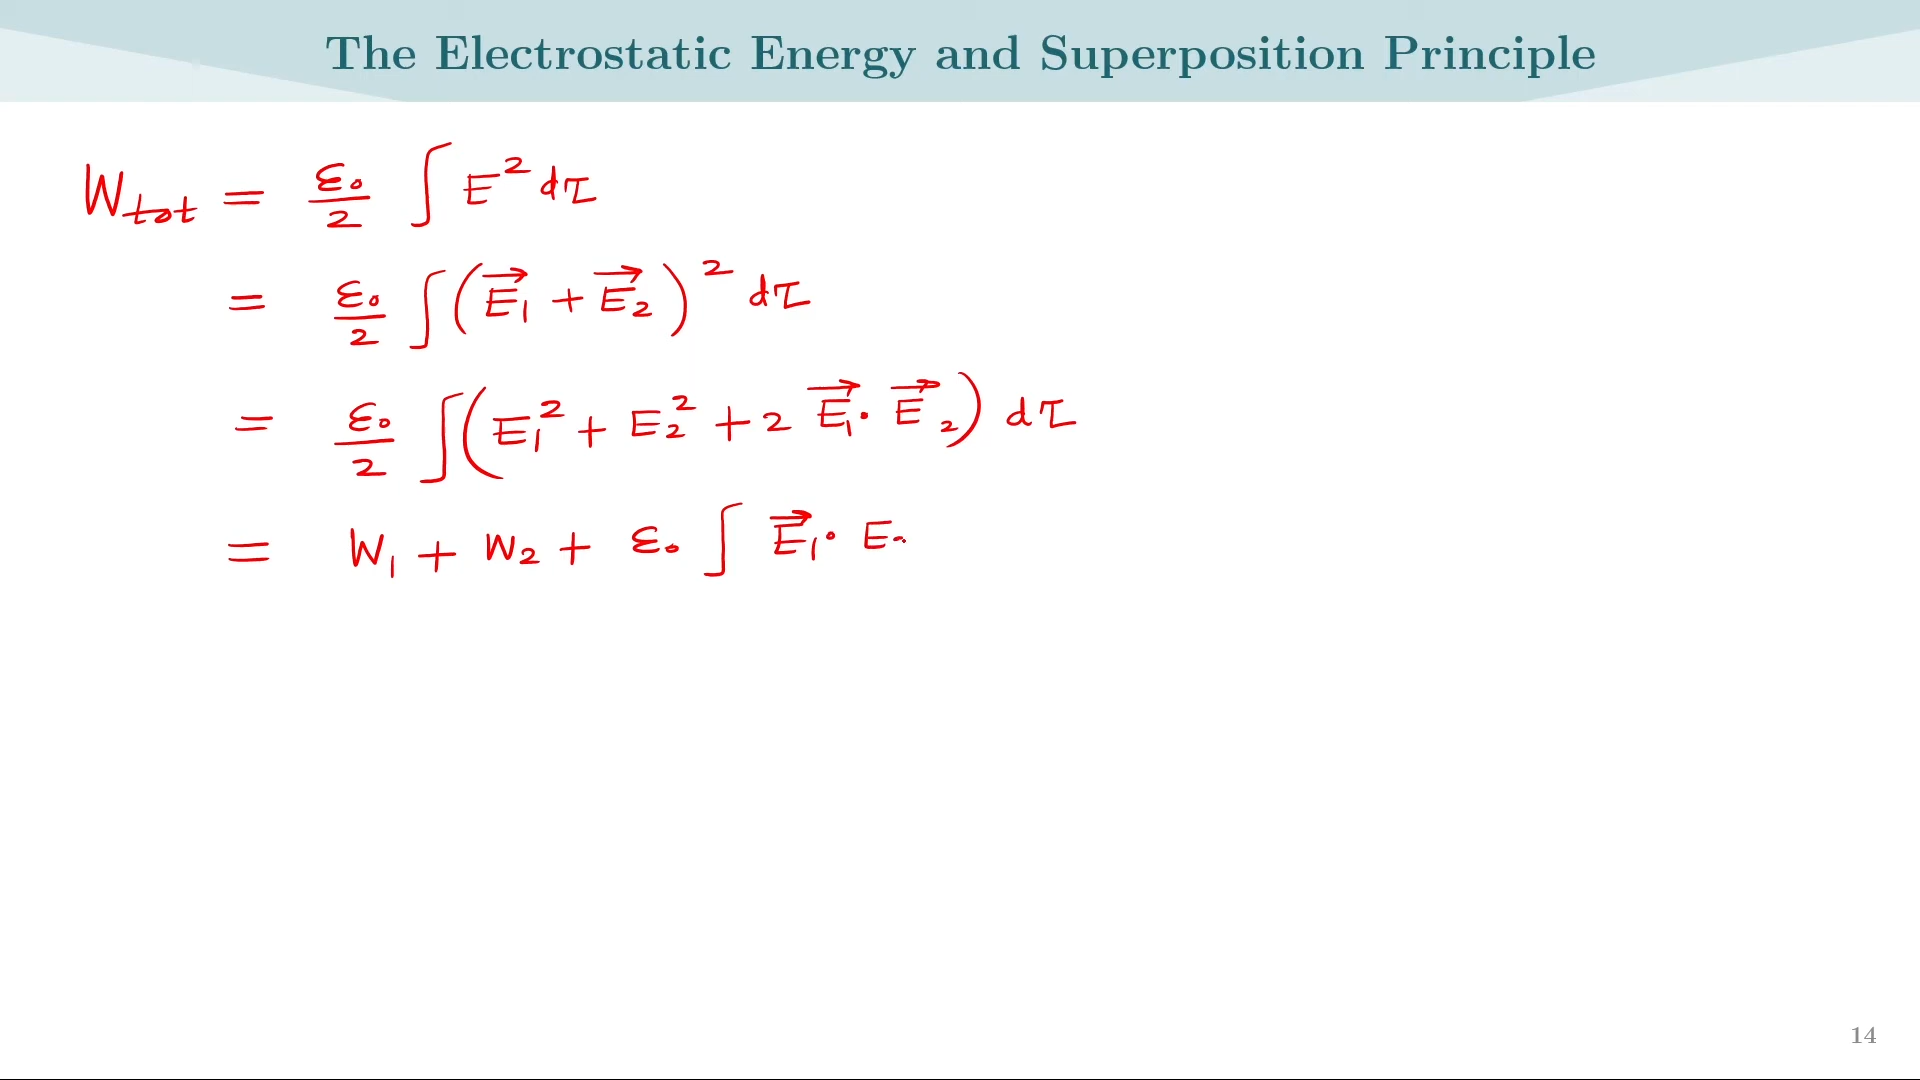 The Electrostatic Energy and Superposition Principle
W_tot = ε₀/2 ∫ E² dτ
= ε₀/2 ∫ (E⃗₁ + E⃗₂)² dτ
= ε₀/2 ∫ (E₁² + E₂² + 2 E⃗₁ · E⃗₂) dτ
= W₁ + W₂ + ε₀ ∫ E⃗₁ · E
14